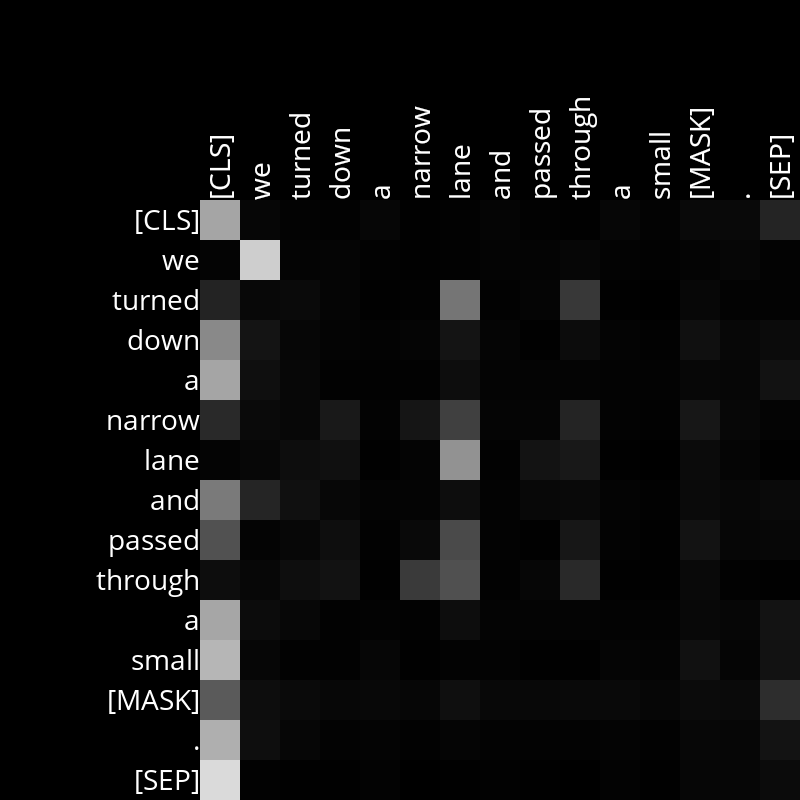 [CLS] we turned down a narrow lane and passed through a small [MASK] . [SEP]
[CLS]
we
turned
down
a
narrow
lane
and
passed
through
a
small
[MASK]
.
[SEP]